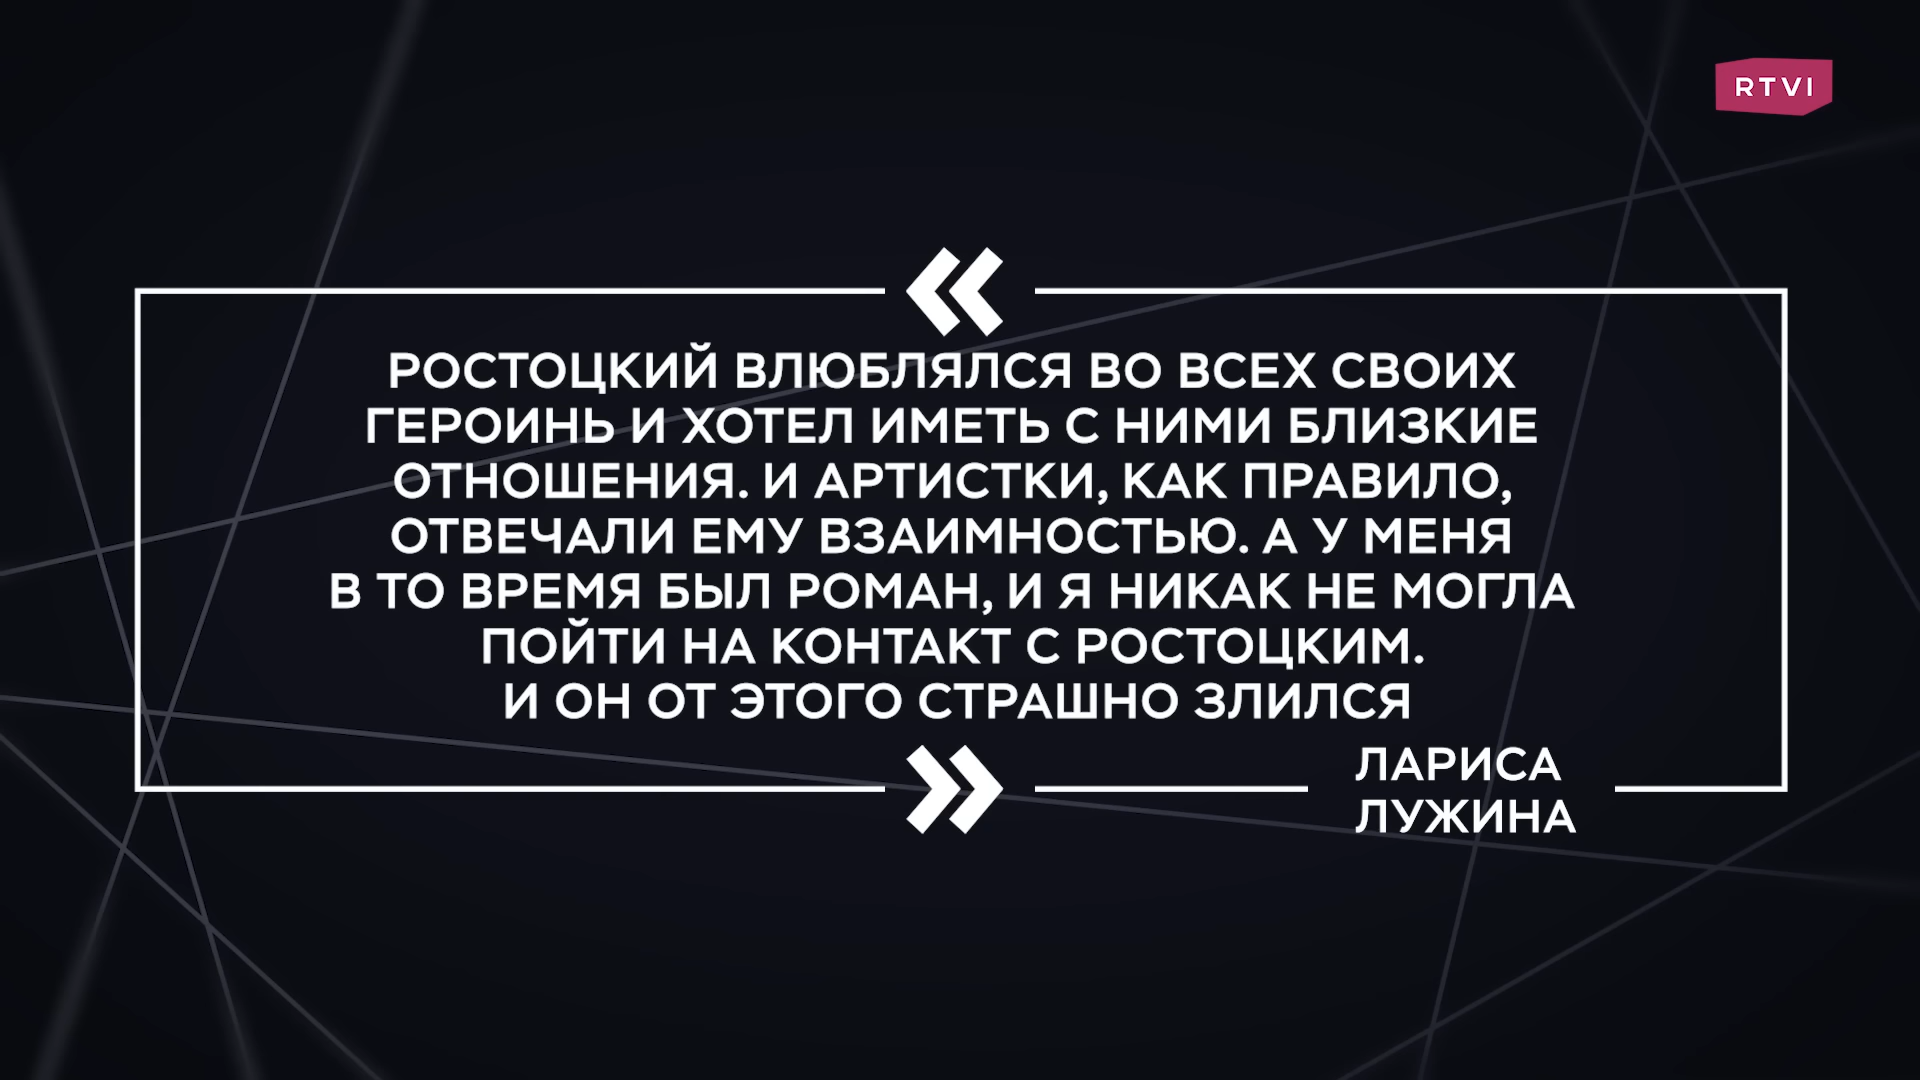 RTVI
«
РОСТОЦКИЙ ВЛЮБЛЯЛСЯ ВО ВСЕХ СВОИХ
ГЕРОИНЬ И ХОТЕЛ ИМЕТЬ С НИМИ БЛИЗКИЕ
ОТНОШЕНИЯ. И АРТИСТКИ, КАК ПРАВИЛО,
ОТВЕЧАЛИ ЕМУ ВЗАИМНОСТЬЮ. А У МЕНЯ
В ТО ВРЕМЯ БЫЛ РОМАН, И Я НИКАК НЕ МОГЛА
ПОЙТИ НА КОНТАКТ С РОСТОЦКИМ.
И ОН ОТ ЭТОГО СТРАШНО ЗЛИЛСЯ
»
ЛАРИСА
ЛУЖИНА